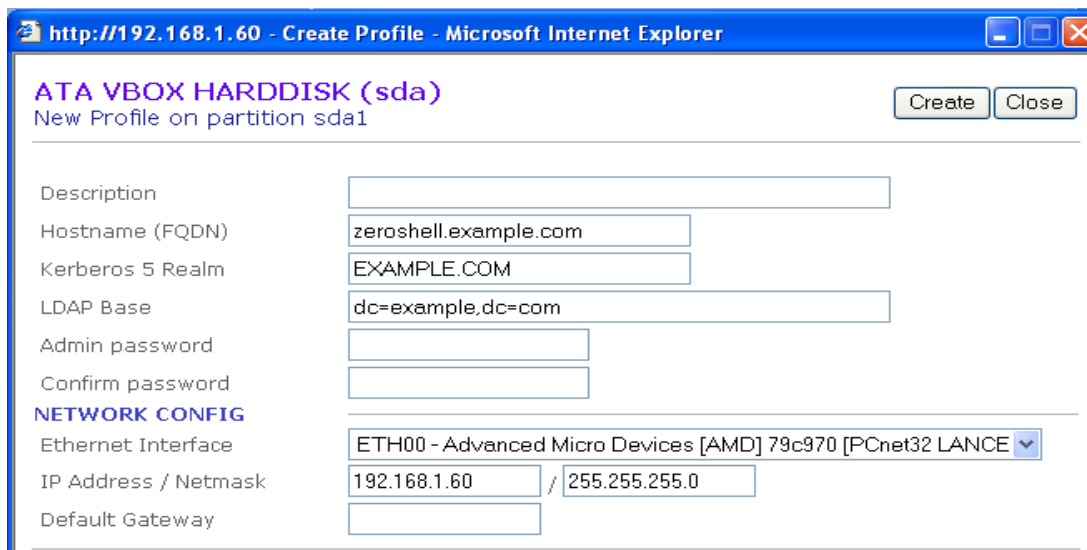 http://192.168.1.60 - Create Profile - Microsoft Internet Explorer
ATA VBOX HARDDISK (sda)
New Profile on partition sda1
Create Close
Description
Hostname (FQDN) zeroshell.example.com
Kerberos 5 Realm EXAMPLE.COM
LDAP Base dc=example,dc=com
Admin password
Confirm password
NETWORK CONFIG
Ethernet Interface ETH00 - Advanced Micro Devices [AMD] 79c970 [PCnet32 LANCE
IP Address / Netmask 192.168.1.60 / 255.255.255.0
Default Gateway